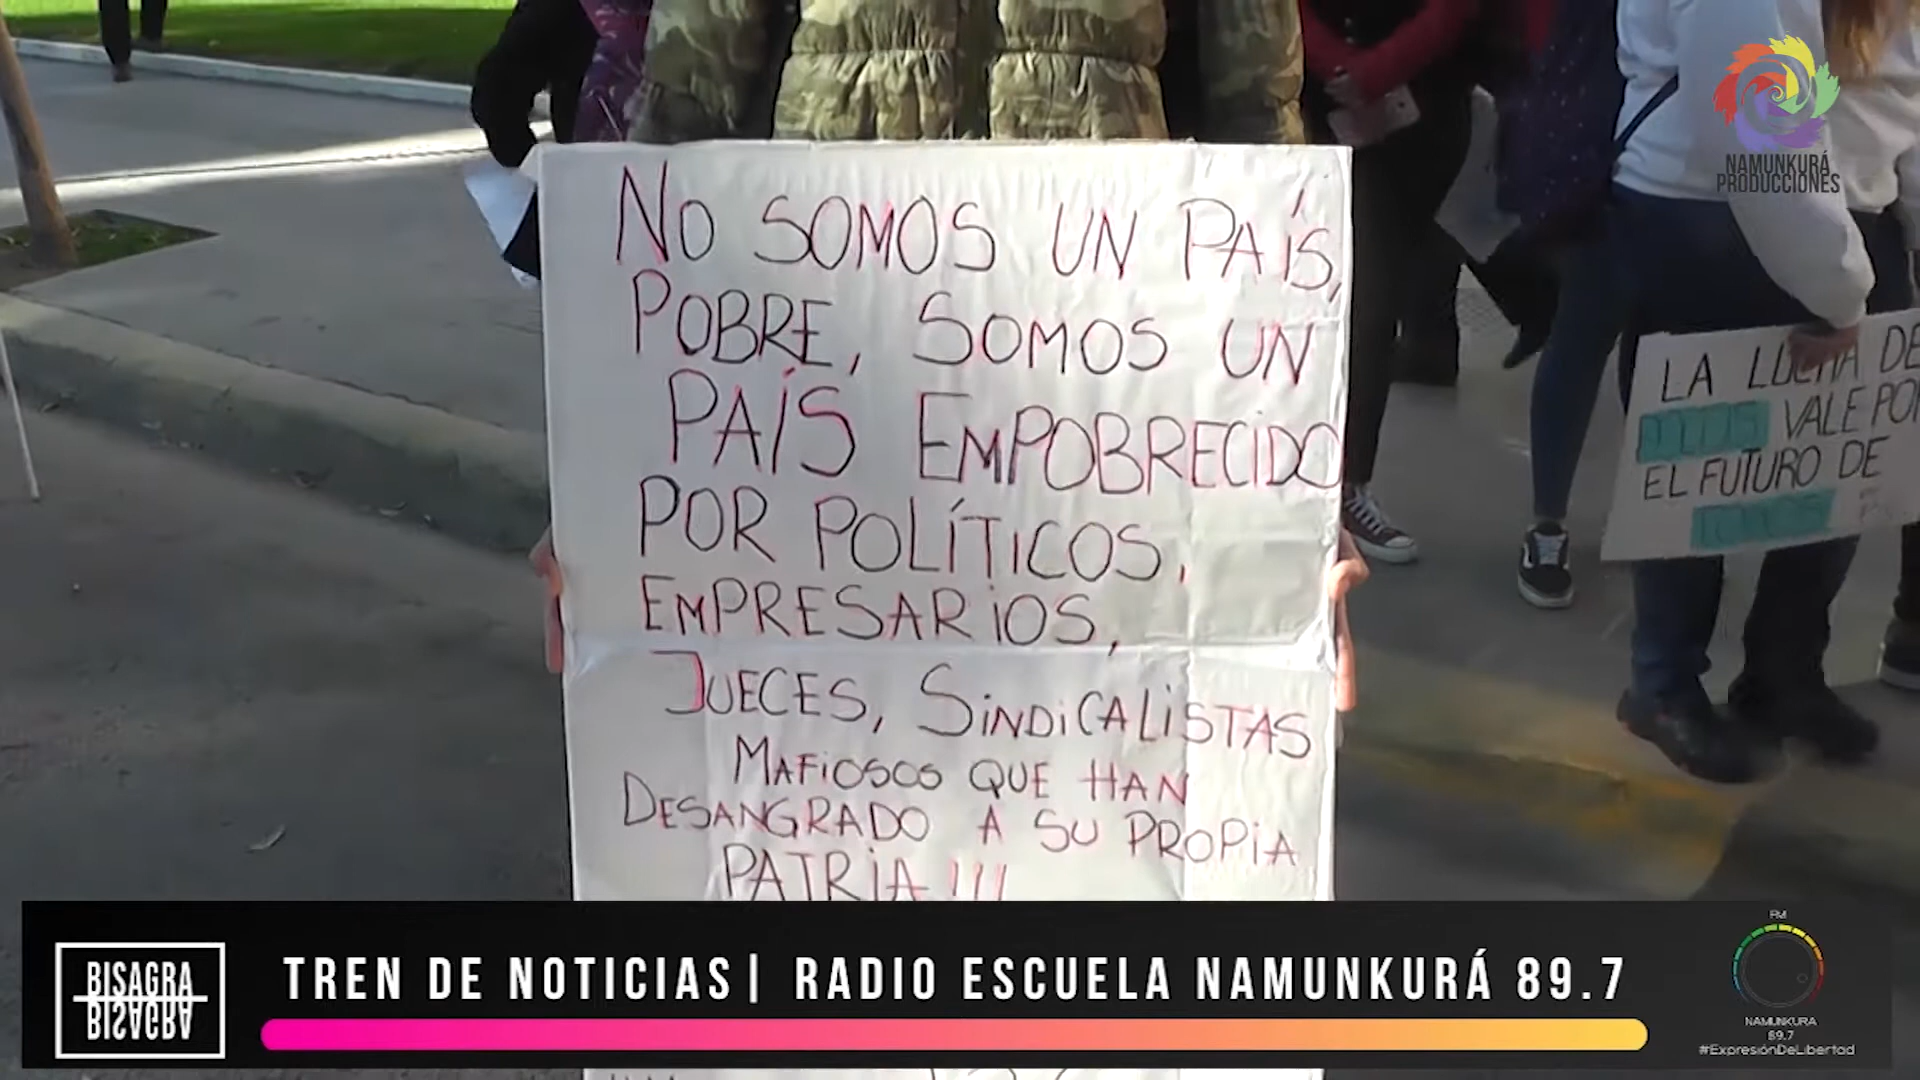 NAMUNKURÁ
PRODUCCIONES
NO SOMOS UN PAÍS,
POBRE, SOMOS UN
PAÍS EMPOBRECIDO
POR POLÍTICOS,
EMPRESARIOS,
JUECES, SINDICALISTAS
MAFIOSOS QUE HAN
DESANGRADO A SU PROPIA
PATRIA!!!
LA LUCHA DE
VALE POR
EL FUTURO DE
BISAGRA
BISAGRA
TREN DE NOTICIAS| RADIO ESCUELA NAMUNKURÁ 89.7
FM
NAMUNKURA
89.7
#ExpresiónDeLibertad